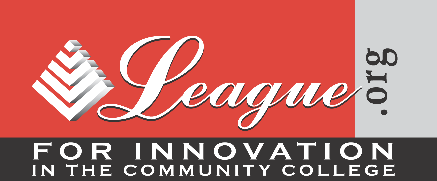 League
.org
FOR INNOVATION
IN THE COMMUNITY COLLEGE